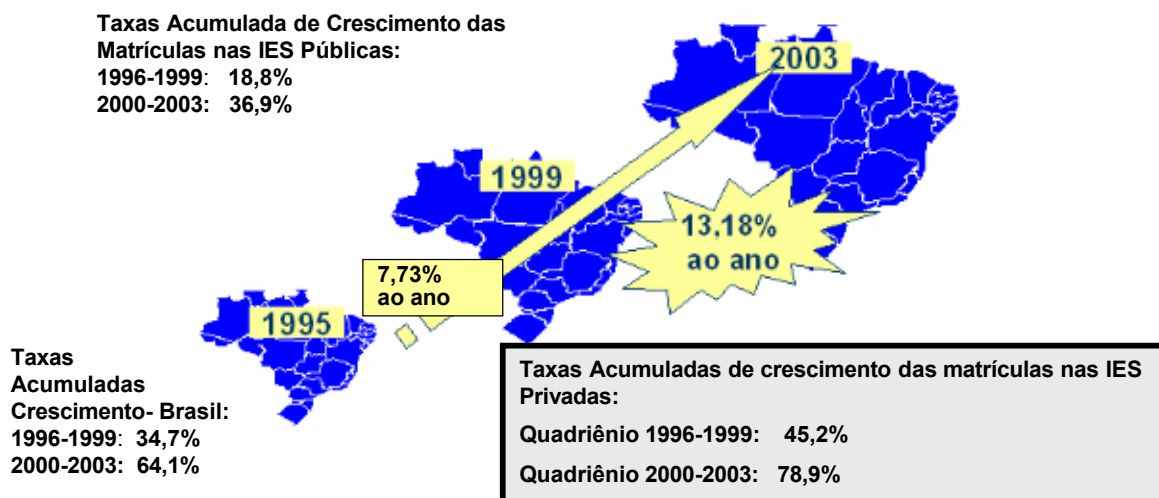 Taxas Acumulada de Crescimento das
Matrículas nas IES Públicas:
1996-1999: 18,8%
2000-2003: 36,9%
2003
1999
13,18%
ao ano
7,73%
ao ano
1995
Taxas
Acumuladas
Crescimento- Brasil:
1996-1999: 34,7%
2000-2003: 64,1%
Taxas Acumuladas de crescimento das matrículas nas IES
Privadas:
Quadriênio 1996-1999: 45,2%
Quadriênio 2000-2003: 78,9%